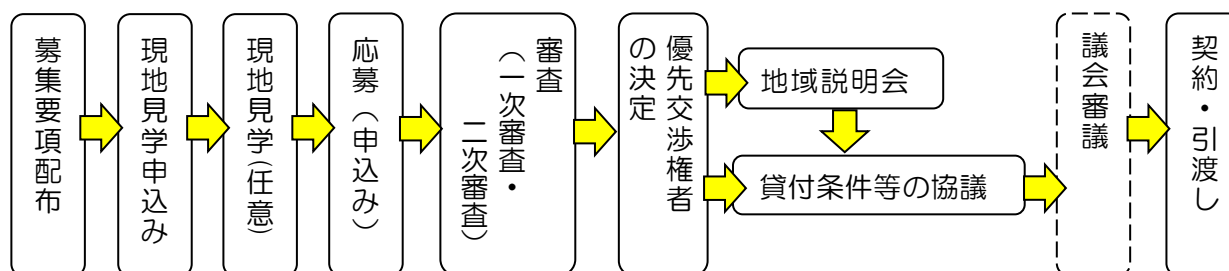 募集要項配布
現地見学申込み
現地見学(任意)
応募（申込み）
審査
（一次審査・
二次審査）
優先交渉権者
の決定
地域説明会
貸付条件等の協議
議会審議
契約・引渡し